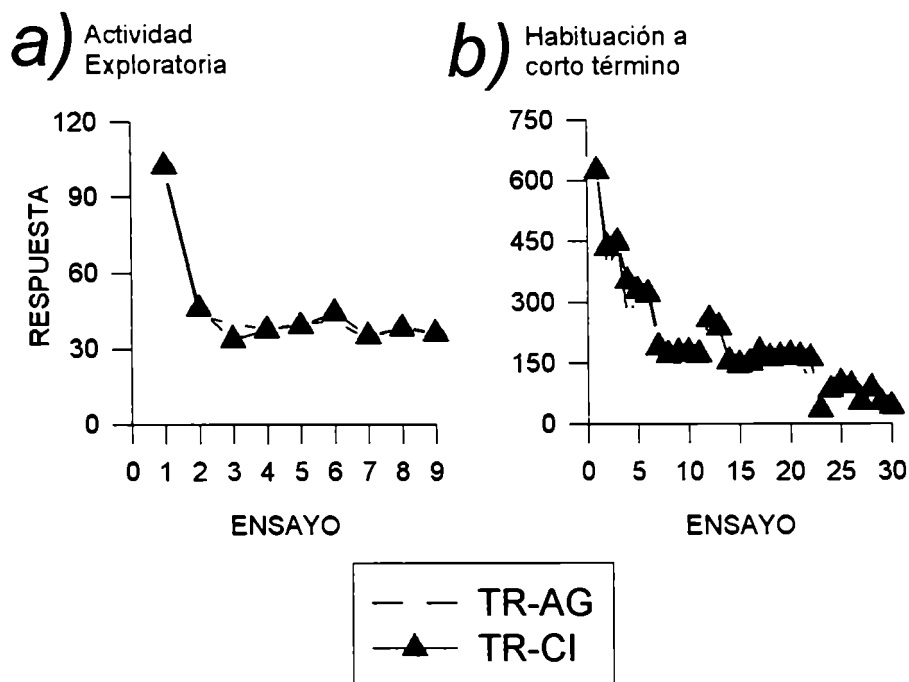 a) Actividad
Exploratoria
120
90
60
30
0
RESPUESTA
0 1 2 3 4 5 6 7 8 9
ENSAYO
b) Habituación a
corto término
750
600
450
300
150
0
0 5 10 15 20 25 30
ENSAYO
TR-AG
TR-CI